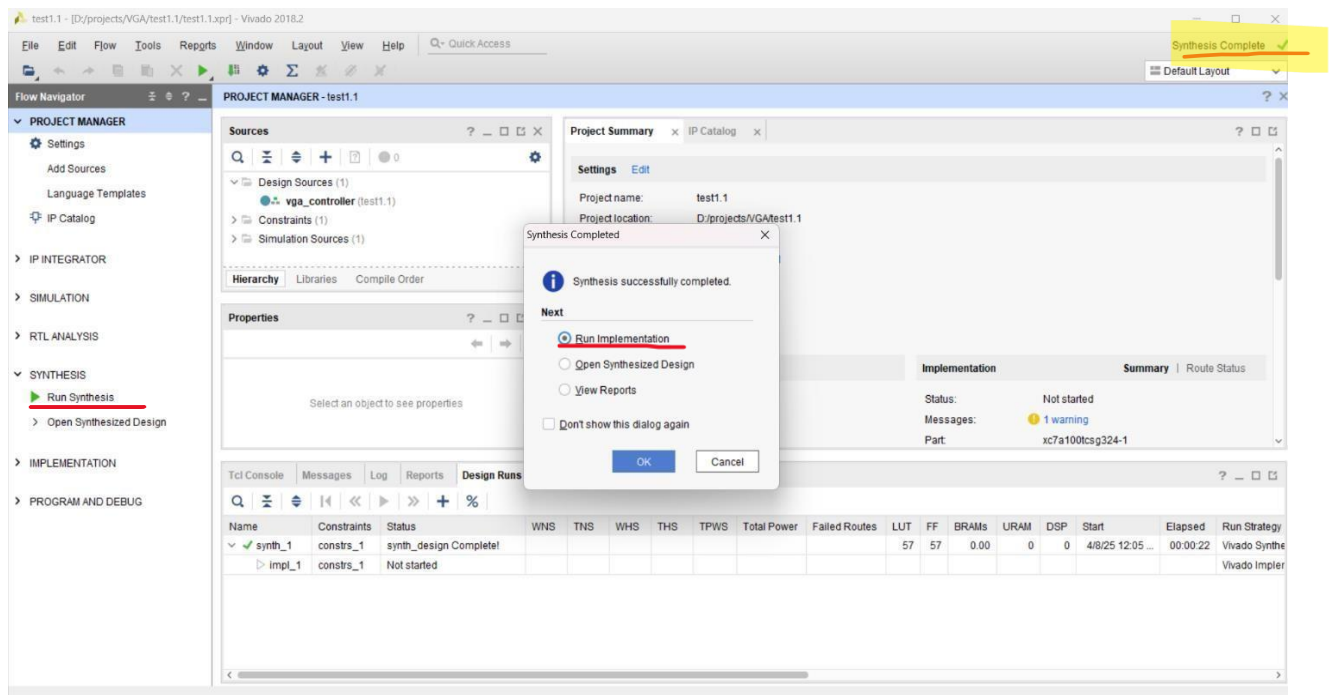 test1.1 - [D:/projects/VGA/test1.1/test1.1.xpr] - Vivado 2018.2
File Edit Flow Tools Reports Window Layout View Help Quick Access
Synthesis Complete
Default Layout
Flow Navigator
PROJECT MANAGER - test1.1
PROJECT MANAGER
Settings
Add Sources
Language Templates
IP Catalog
IP INTEGRATOR
SIMULATION
RTL ANALYSIS
SYNTHESIS
Run Synthesis
Open Synthesized Design
IMPLEMENTATION
PROGRAM AND DEBUG
Sources
0
Design Sources (1)
vga_controller (test1.1)
Constraints (1)
Simulation Sources (1)
Hierarchy Libraries Compile Order
Properties
Select an object to see properties
Project Summary IP Catalog
Settings Edit
Project name: test1.1
Project location: D:/projects/VGA/test1.1
Synthesis Completed
Synthesis successfully completed.
Next
Run Implementation
Open Synthesized Design
View Reports
Don't show this dialog again
OK Cancel
Implementation Summary | Route Status
Status: Not started
Messages: 1 warning
Part: xc7a100tcsg324-1
Tcl Console Messages Log Reports Design Runs
Name Constraints Status WNS TNS WHS THS TPWS Total Power Failed Routes LUT FF BRAMs URAM DSP Start Elapsed Run Strategy
synth_1 constrs_1 synth_design Complete! 57 57 0.00 0 0 4/8/25 12:05 ... 00:00:22 Vivado Synthe
impl_1 constrs_1 Not started Vivado Impler